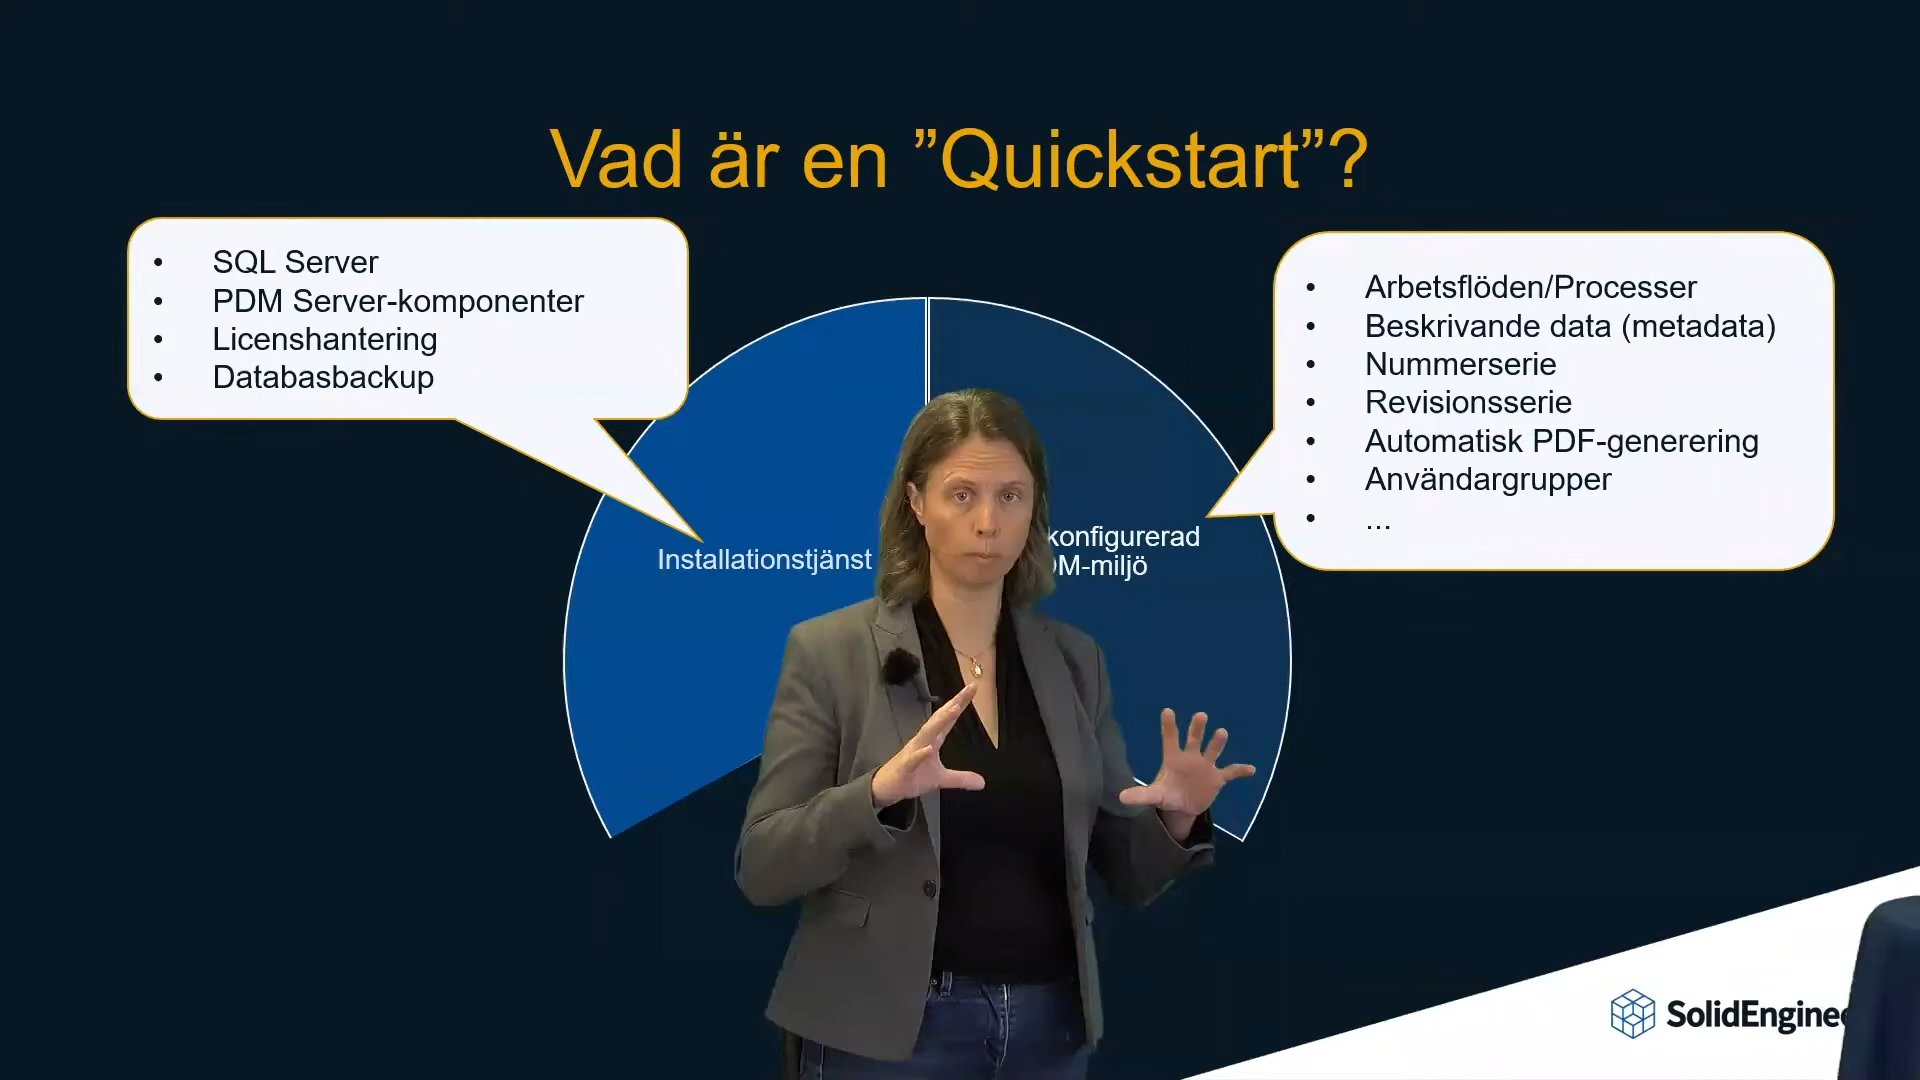 Vad är en ”Quickstart”?
• SQL Server
• PDM Server-komponenter
• Licenshantering
• Databasbackup
• Arbetsflöden/Processer
• Beskrivande data (metadata)
• Nummerserie
• Revisionsserie
• Automatisk PDF-generering
• Användargrupper
• ...
Installationstjänst
konfigurerad
M-miljö
SolidEnginee